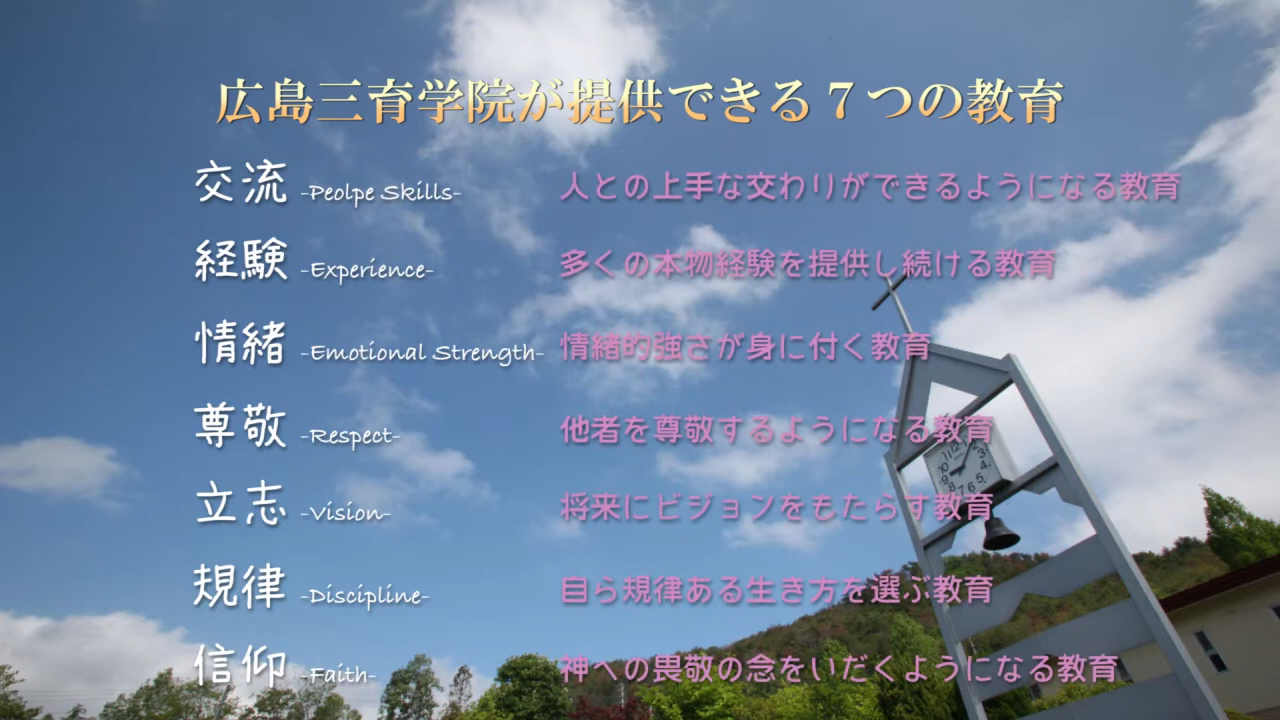 広島三育学院が提供できる７つの教育
交流 -Peolpe Skills- 人との上手な交わりができるようになる教育
経験 -Experience- 多くの本物経験を提供し続ける教育
情緒 -Emotional Strength- 情緒的強さが身に付く教育
尊敬 -Respect- 他者を尊敬するようになる教育
立志 -Vision- 将来にビジョンをもたらす教育
規律 -Discipline- 自ら規律ある生き方を選ぶ教育
信仰 -Faith- 神への畏敬の念をいだくようになる教育